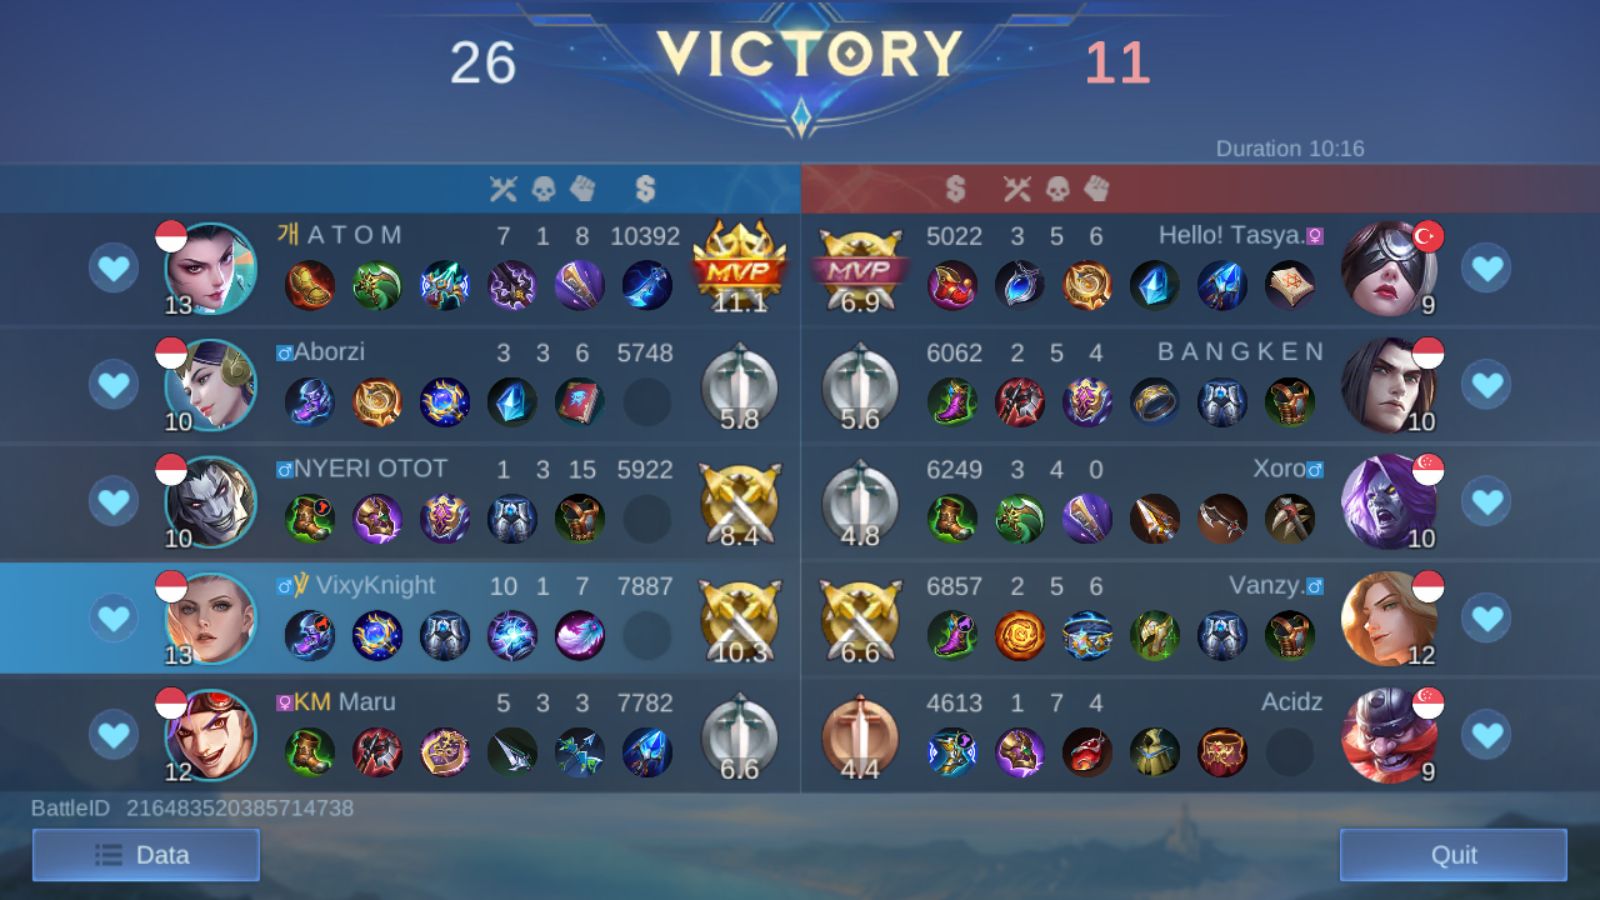 26 VICTORY 11
Duration 10:16
개 A T O M 7 1 8 10392 MVP 11.1
13
MVP 6.9 5022 3 5 6 Hello! Tasya.♀
9
♂Aborzi 3 3 6 5748 5.8
10
5.6 6062 2 5 4 B A N G K E N
10
♂NYERI OTOT 1 3 15 5922 8.4
10
4.8 6249 3 4 0 Xoro♂
10
♂ VixyKnight 10 1 7 7887 10.3
13
6.6 6857 2 5 6 Vanzy.♂
12
♀KM Maru 5 3 3 7782 6.6
12
4.4 4613 1 7 4 Acidz
9
BattleID 216483520385714738
Data
Quit